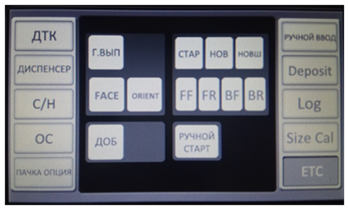 ДТК
ДИСПЕНСЕР
С/Н
ОС
ПАЧКА ОПЦИЯ
Г.ВЫП
FACE ORIENT
ДОБ
СТАР НОВ НОВШ
FF FR BF BR
РУЧНОЙ
СТАРТ
РУЧНОЙ ВВОД
Deposit
Log
Size Cal
ETC